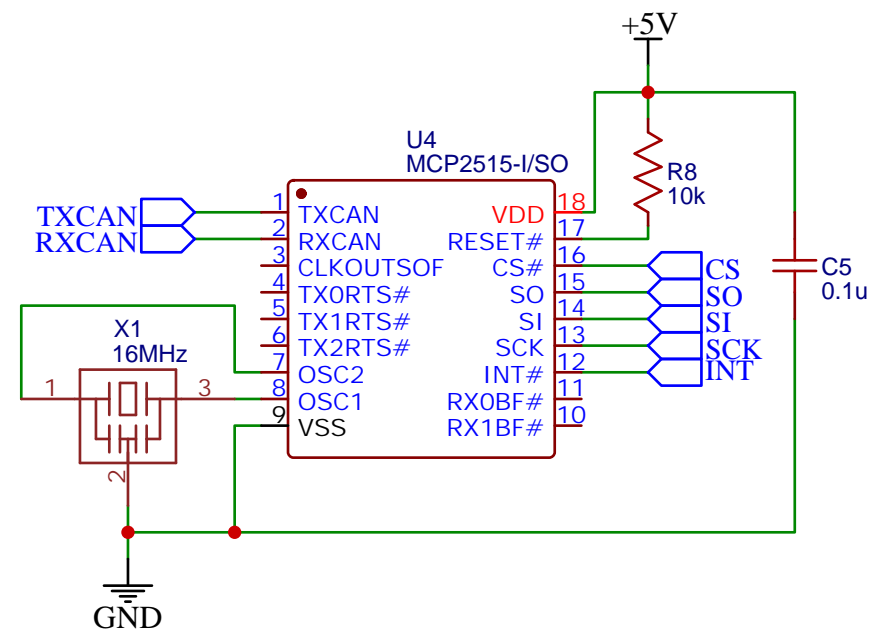 +5V
U4
MCP2515-I/SO
R8
10k
TXCAN
RXCAN
1 TXCAN
2 RXCAN
3 CLKOUTSOF
4 TX0RTS#
5 TX1RTS#
6 TX2RTS#
7 OSC2
8 OSC1
9 VSS
VDD 18
RESET# 17
CS# 16
SO 15
SI 14
SCK 13
INT# 12
RX0BF# 11
RX1BF# 10
CS
SO
SI
SCK
INT
C5
0.1u
X1
16MHz
1
3
2
GND